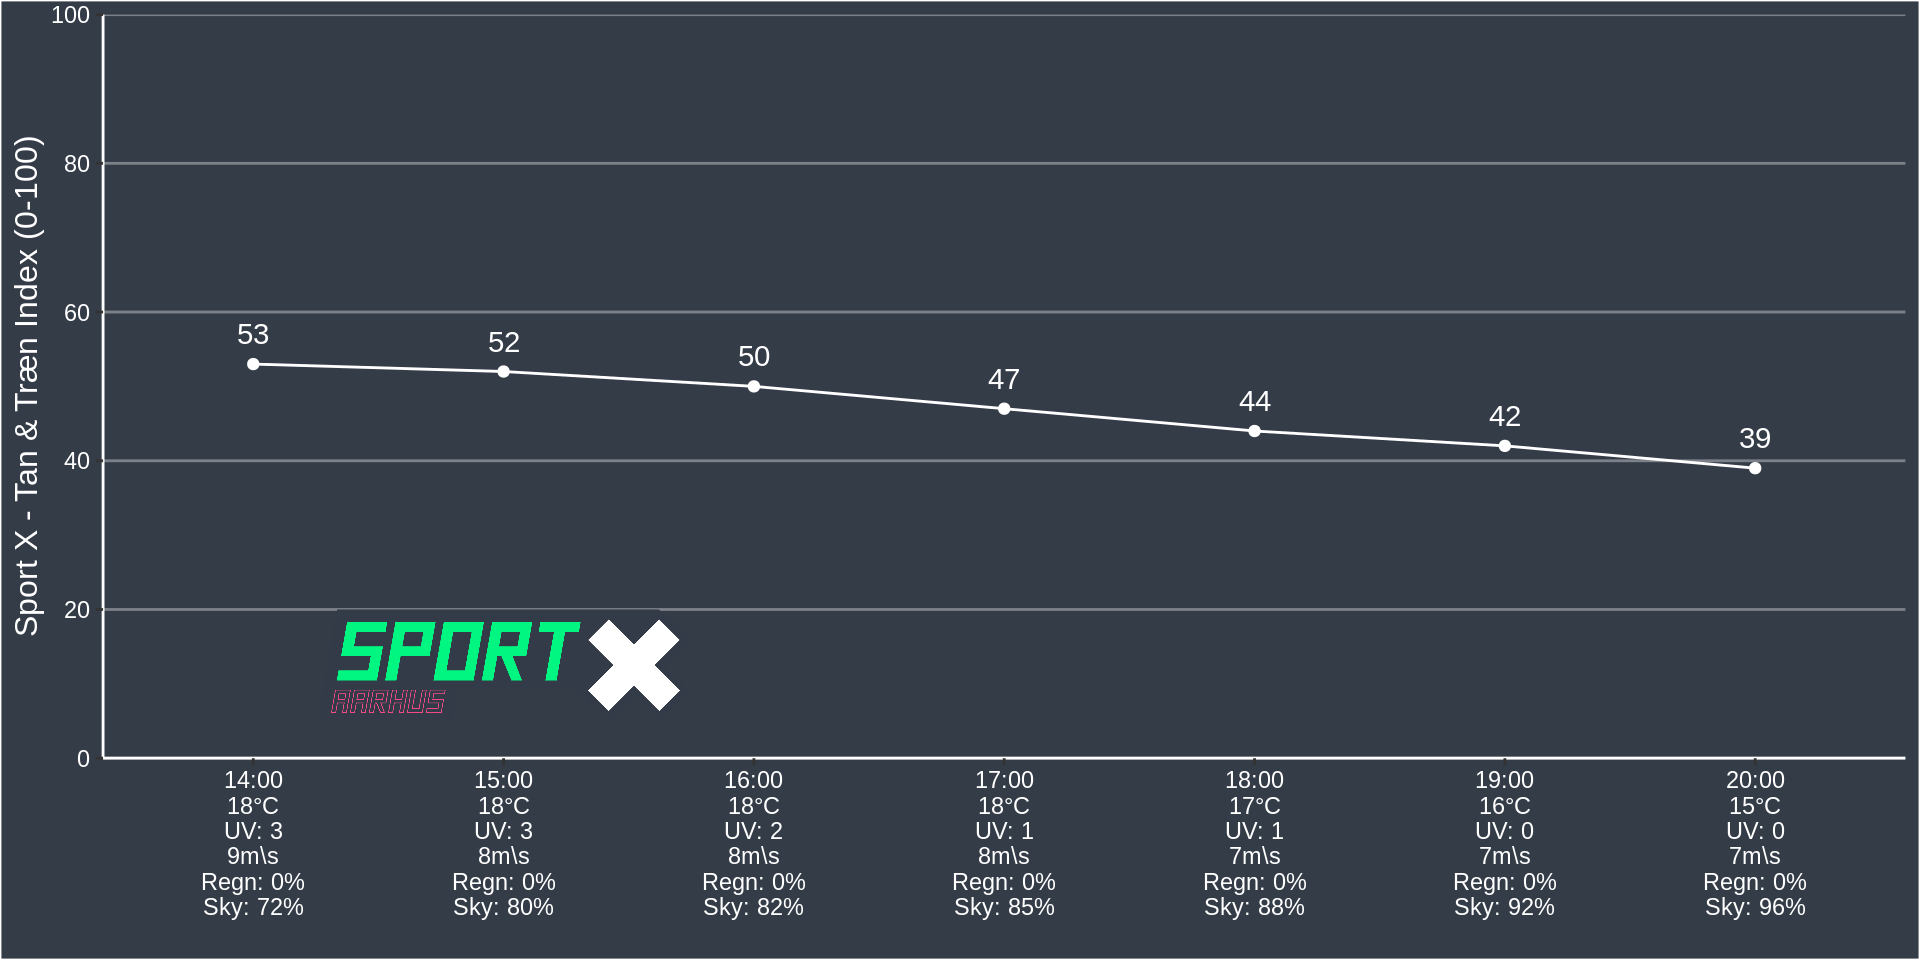 Sport X - Tan & Træn Index (0-100)
100
80
60
40
20
0
53
52
50
47
44
42
39
SPORT X
AARHUS
14:00
18°C
UV: 3
9m\s
Regn: 0%
Sky: 72%
15:00
18°C
UV: 3
8m\s
Regn: 0%
Sky: 80%
16:00
18°C
UV: 2
8m\s
Regn: 0%
Sky: 82%
17:00
18°C
UV: 1
8m\s
Regn: 0%
Sky: 85%
18:00
17°C
UV: 1
7m\s
Regn: 0%
Sky: 88%
19:00
16°C
UV: 0
7m\s
Regn: 0%
Sky: 92%
20:00
15°C
UV: 0
7m\s
Regn: 0%
Sky: 96%